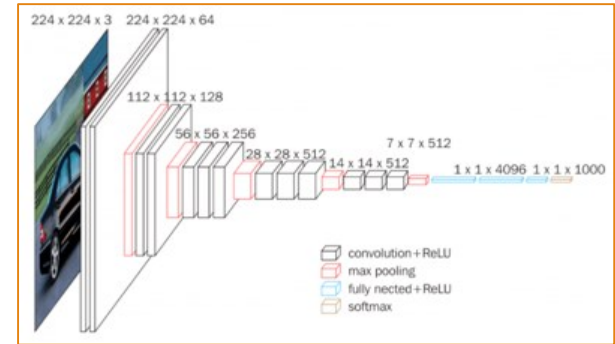 224 x 224 x 3
224 x 224 x 64
112 x 112 x 128
56 x 56 x 256
28 x 28 x 512
14 x 14 x 512
7 x 7 x 512
1 x 1 x 4096
1 x 1 x 1000
convolution+ReLU
max pooling
fully nected+ReLU
softmax